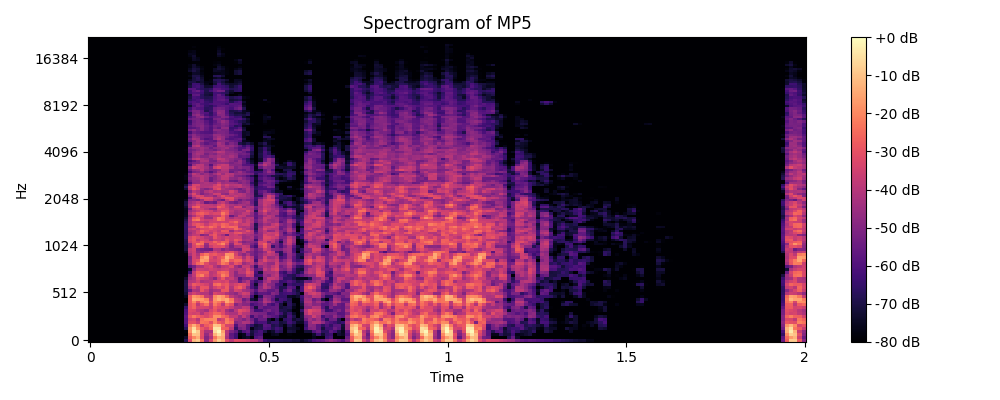 Spectrogram of MP5
16384
8192
4096
2048
1024
512
0
Hz
0
0.5
1
1.5
2
Time
+0 dB
-10 dB
-20 dB
-30 dB
-40 dB
-50 dB
-60 dB
-70 dB
-80 dB